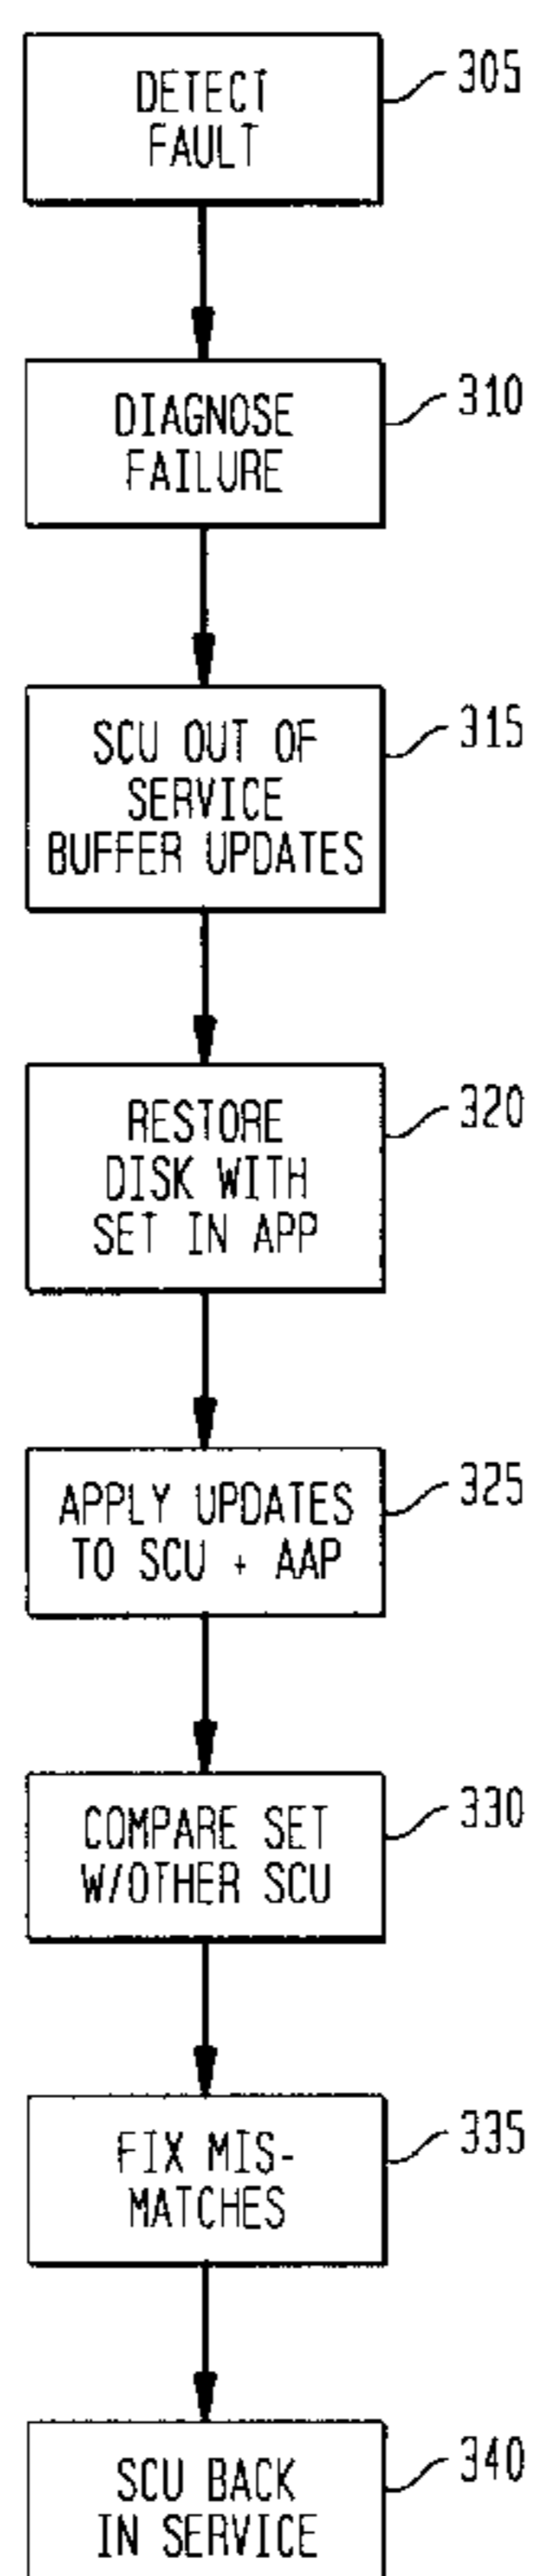 DETECT
FAULT
305
DIAGNOSE
FAILURE
310
SCU OUT OF
SERVICE
BUFFER UPDATES
315
RESTORE
DISK WITH
SET IN APP
320
APPLY UPDATES
TO SCU + AAP
325
COMPARE SET
W/OTHER SCU
330
FIX MIS-
MATCHES
335
SCU BACK
IN SERVICE
340